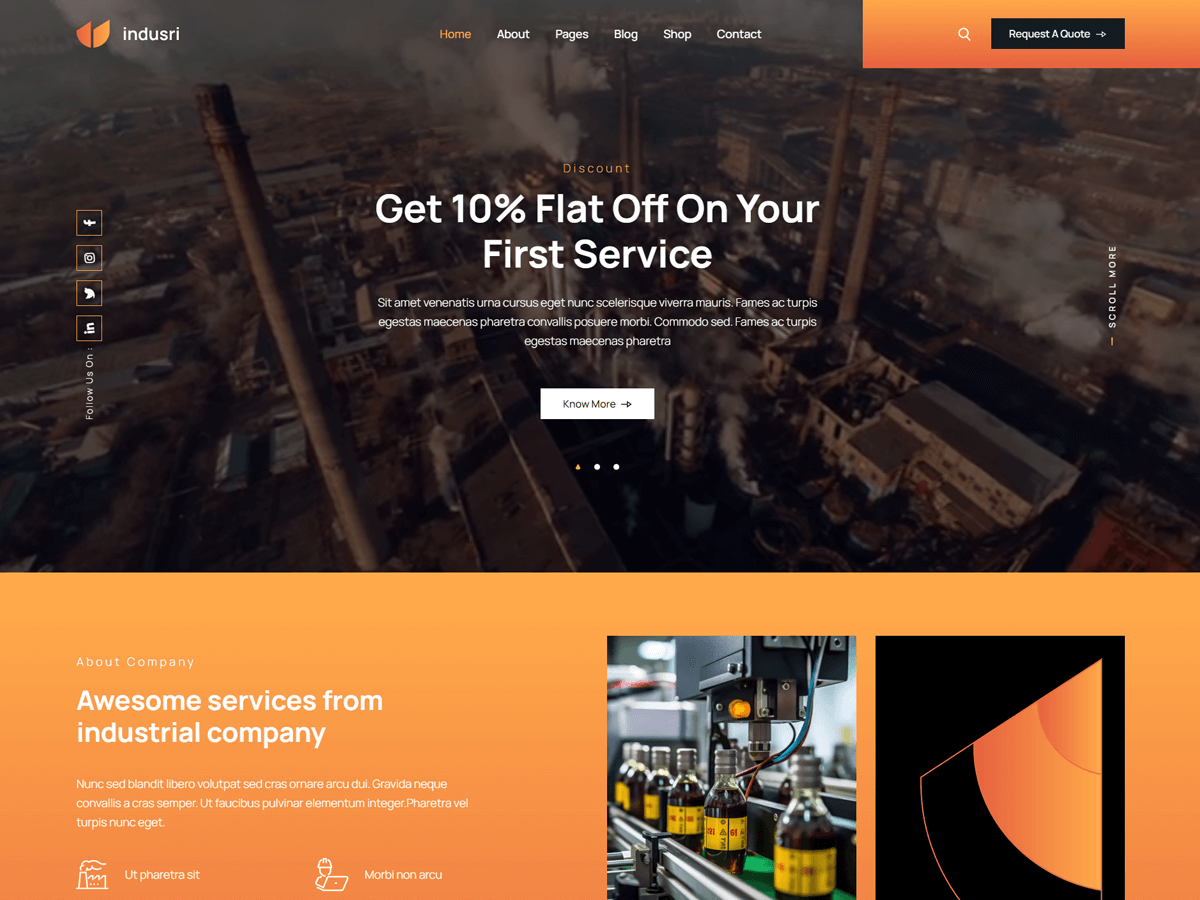 indusri
Home
About
Pages
Blog
Shop
Contact
Request A Quote
Discount
Get 10% Flat Off On Your
First Service
Sit amet venenatis urna cursus eget nunc scelerisque viverra mauris. Fames ac turpis
egestas maecenas pharetra convallis posuere morbi. Commodo sed. Fames ac turpis
egestas maecenas pharetra
Know More
Follow Us On :
SCROLL MORE
About Company
Awesome services from
industrial company
Nunc sed blandit libero volutpat sed cras ornare arcu dui. Gravida neque
convallis a cras semper. Ut faucibus pulvinar elementum integer.Pharetra vel
turpis nunc eget.
Ut pharetra sit
Morbi non arcu